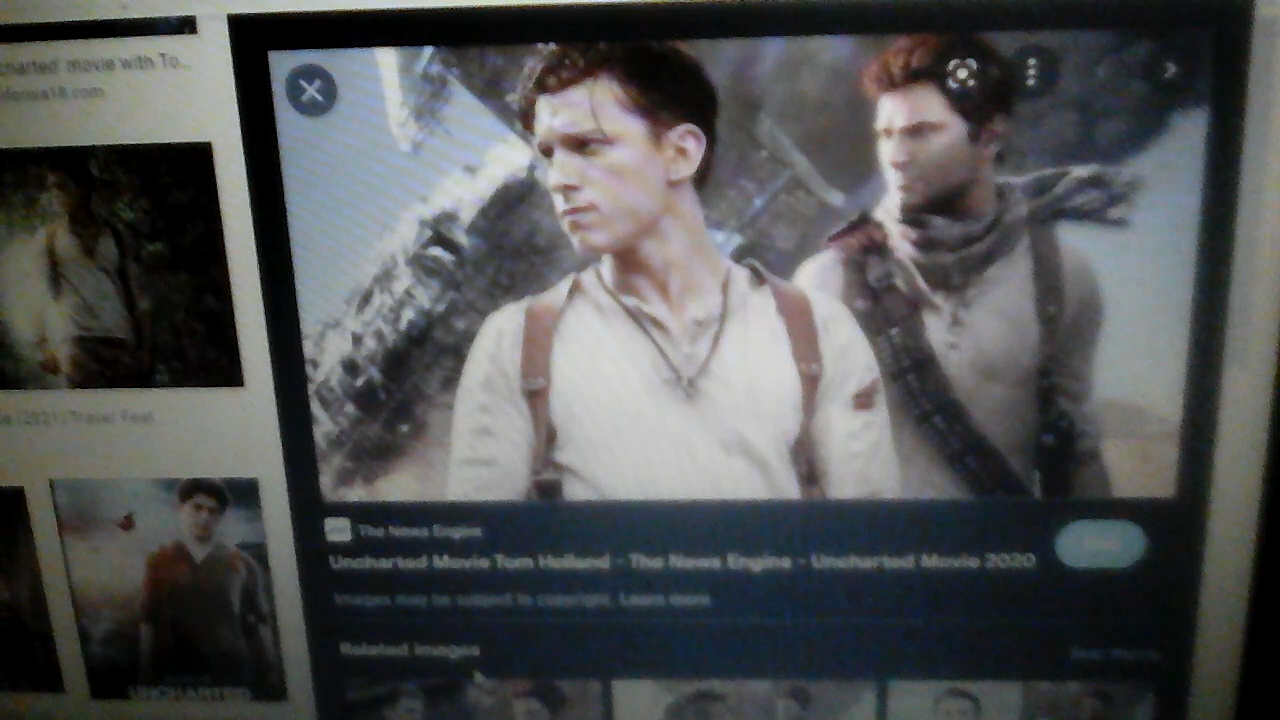 charted movie with To...
The News Engine
Uncharted Movie Tom Holland - The News Engine - Uncharted Movie 2020
Images may be subject to copyright. Learn more
Related images
UNCHARTED